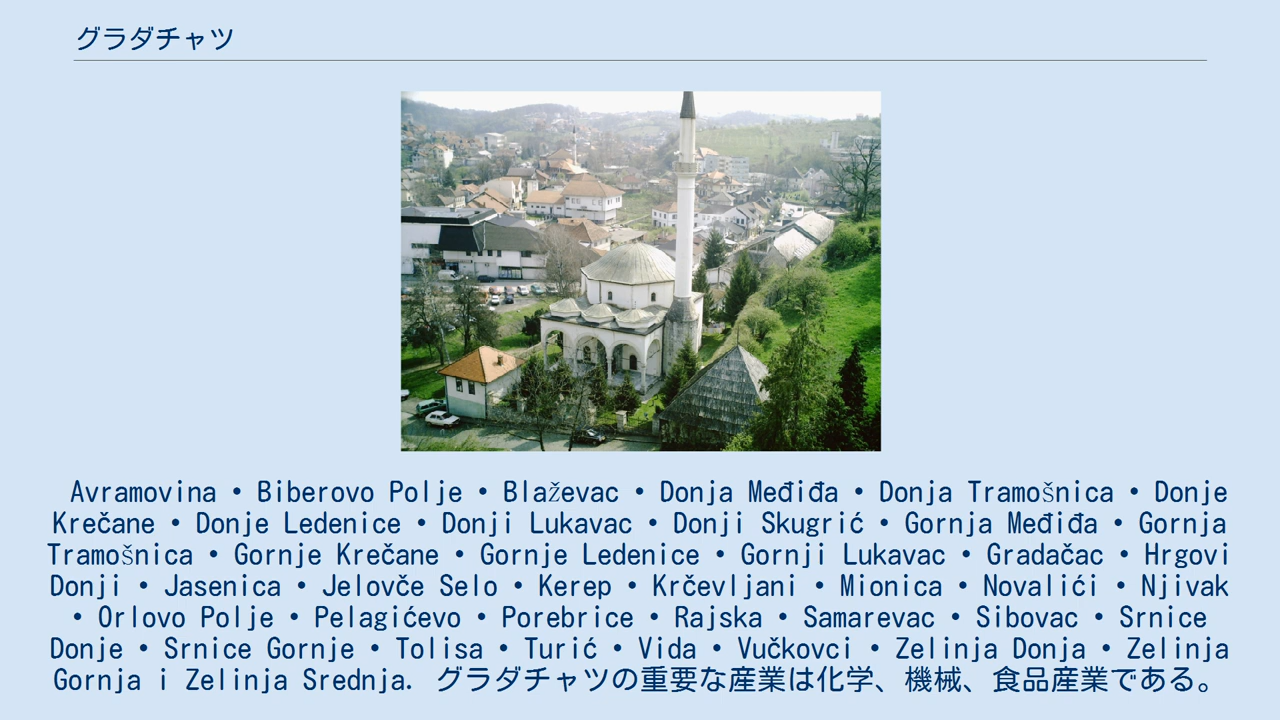 グラダチャツ
Avramovina • Biberovo Polje • Blaževac • Donja Međiđa • Donja Tramošnica • Donje
Krečane • Donje Ledenice • Donji Lukavac • Donji Skugrić • Gornja Međiđa • Gornja
Tramošnica • Gornje Krečane • Gornje Ledenice • Gornji Lukavac • Gradačac • Hrgovi
Donji • Jasenica • Jelovče Selo • Kerep • Krčevljani • Mionica • Novalići • Njivak
• Orlovo Polje • Pelagićevo • Porebrice • Rajska • Samarevac • Sibovac • Srnice
Donje • Srnice Gornje • Tolisa • Turić • Vida • Vučkovci • Zelinja Donja • Zelinja
Gornja i Zelinja Srednja. グラダチャツの重要な産業は化学、機械、食品産業である。